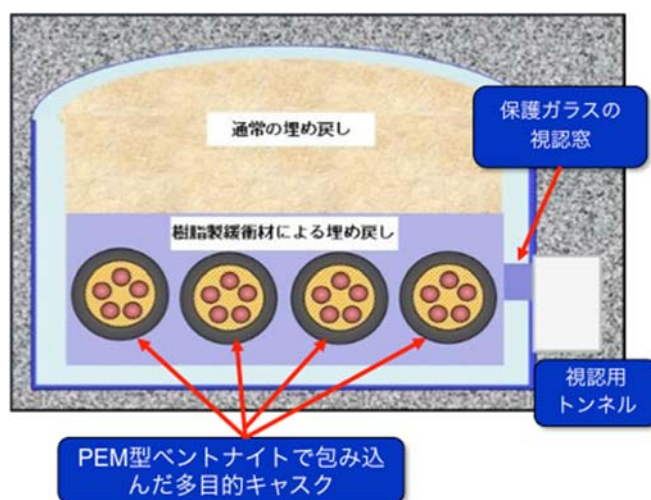 通常の埋め戻し
保護ガラスの
視認窓
樹脂製緩衝材による埋め戻し
視認用
トンネル
PEM型ベントナイトで包み込
んだ多目的キャスク